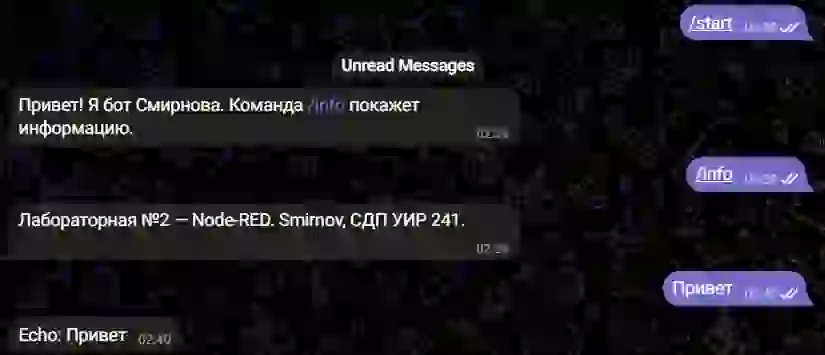 /start
Unread Messages
Привет! Я бот Смирнова. Команда /info покажет
информацию.
/info
Лабораторная №2 — Node-RED. Smirnov, СДП УИР 241.
Привет
Echo: Привет 02:40